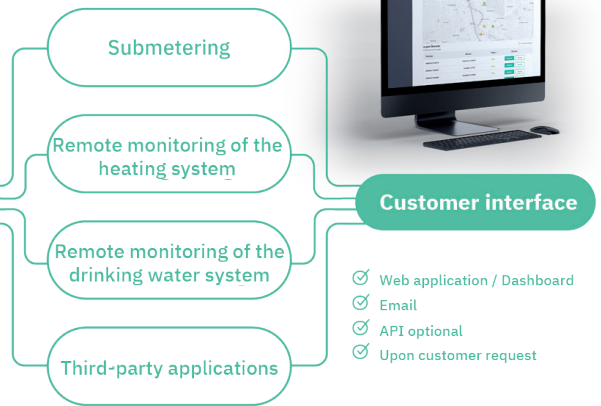 Submetering
Remote monitoring of the
heating system
Remote monitoring of the
drinking water system
Third-party applications
Customer interface
Web application / Dashboard
Email
API optional
Upon customer request